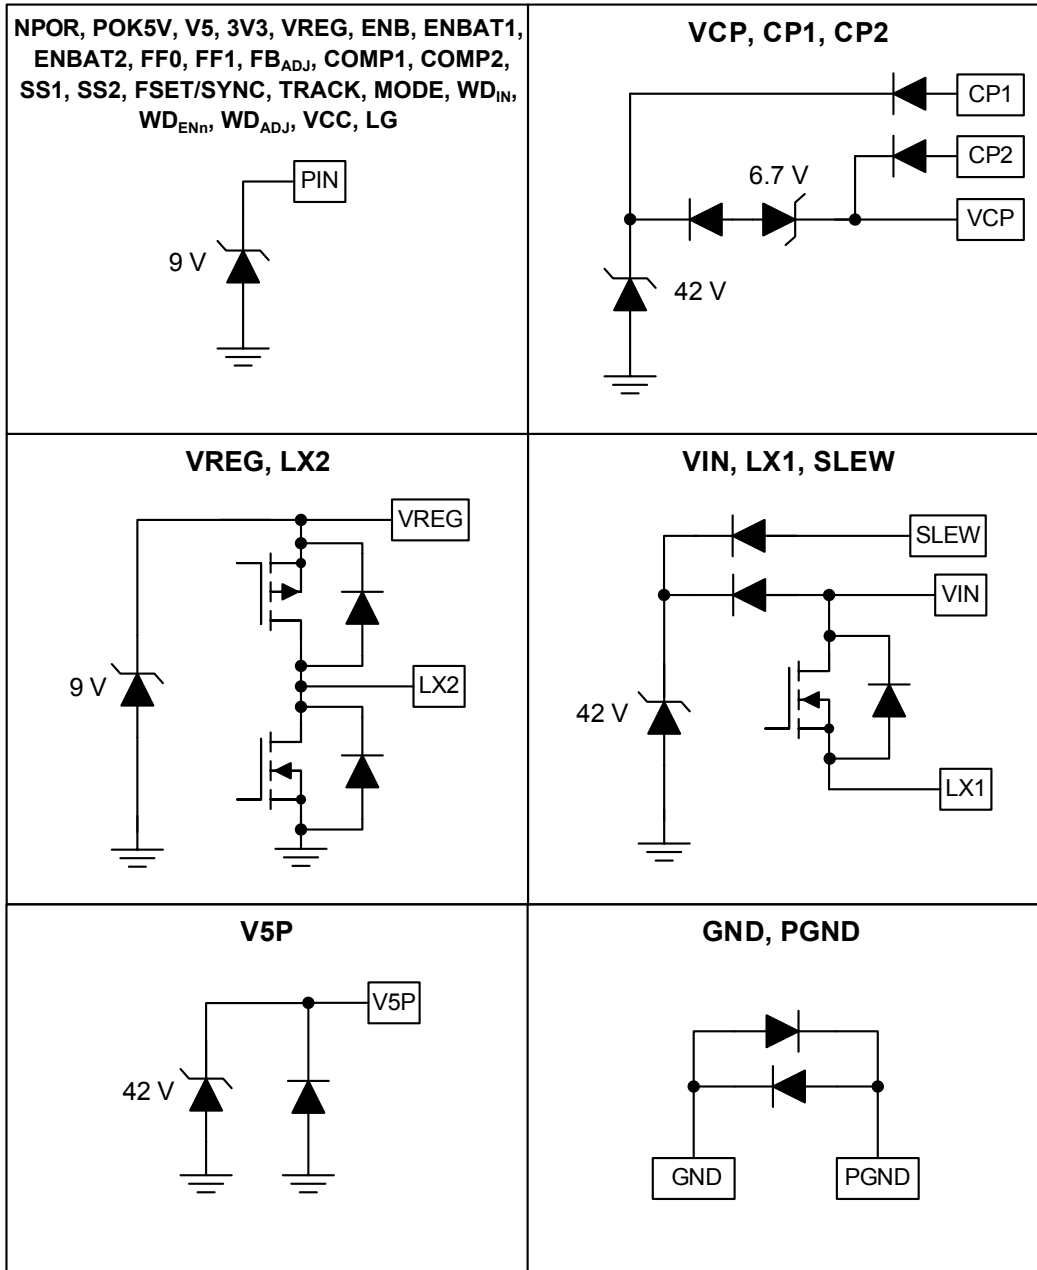 NPOR, POK5V, V5, 3V3, VREG, ENB, ENBAT1,
ENBAT2, FF0, FF1, FBADJ, COMP1, COMP2,
SS1, SS2, FSET/SYNC, TRACK, MODE, WDIN,
WDENn, WDADJ, VCC, LG
PIN
9 V
VCP, CP1, CP2
CP1
CP2
6.7 V
VCP
42 V
VREG, LX2
VREG
9 V
LX2
VIN, LX1, SLEW
SLEW
VIN
42 V
LX1
V5P
V5P
42 V
GND, PGND
GND
PGND